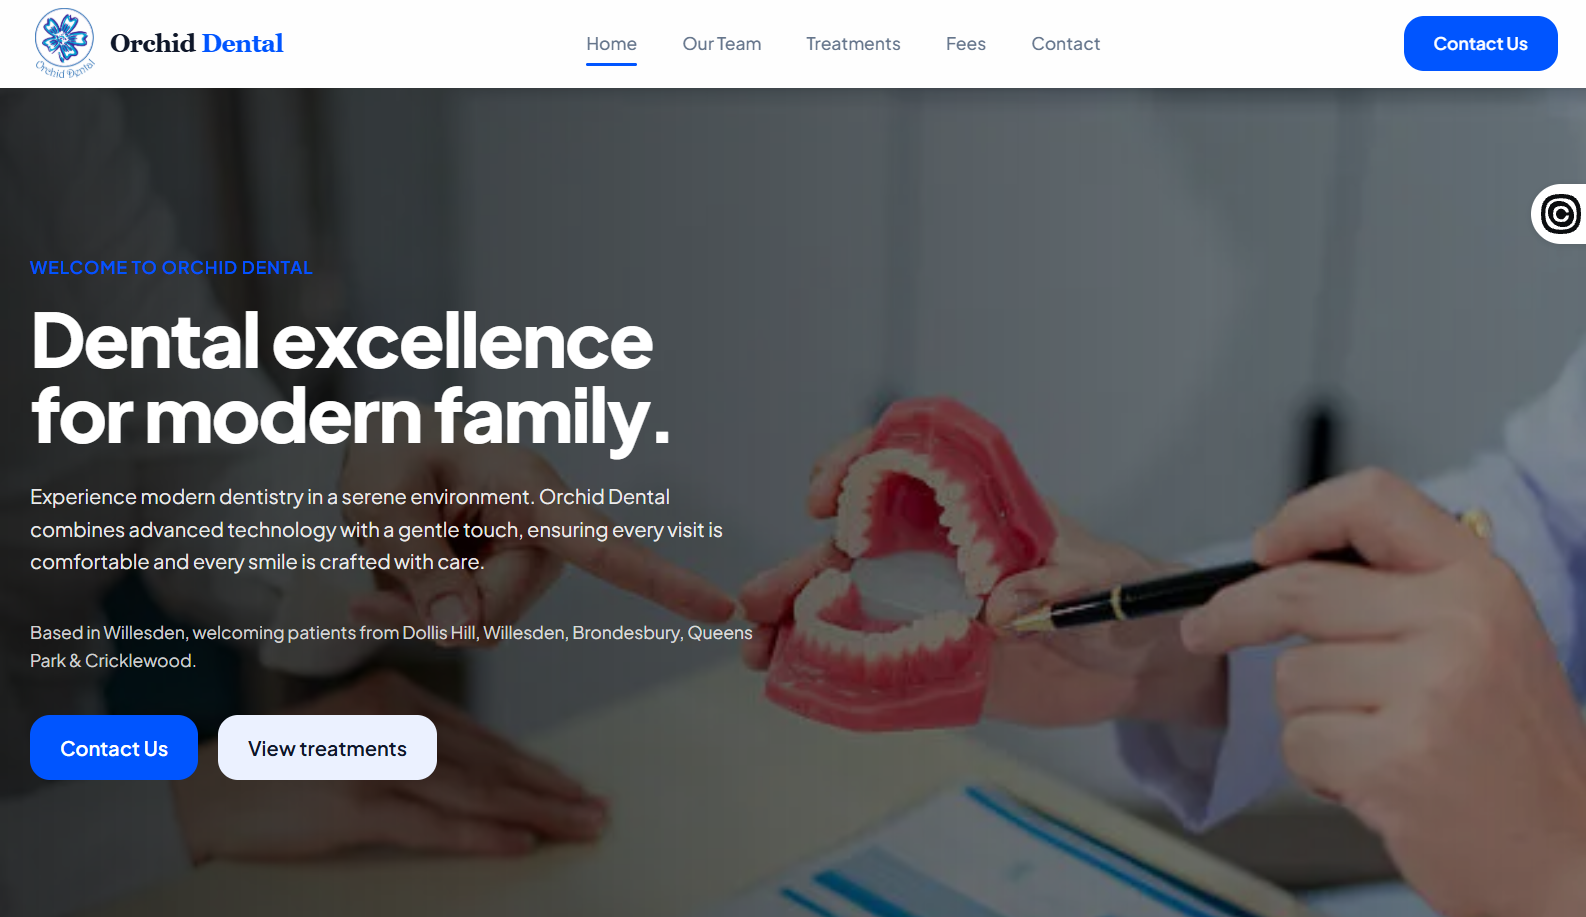 Orchid Dental
Orchid Dental
Home
Our Team
Treatments
Fees
Contact
Contact Us
WELCOME TO ORCHID DENTAL
Dental excellence
for modern family.
Experience modern dentistry in a serene environment. Orchid Dental
combines advanced technology with a gentle touch, ensuring every visit is
comfortable and every smile is crafted with care.
Based in Willesden, welcoming patients from Dollis Hill, Willesden, Brondesbury, Queens
Park & Cricklewood.
Contact Us
View treatments